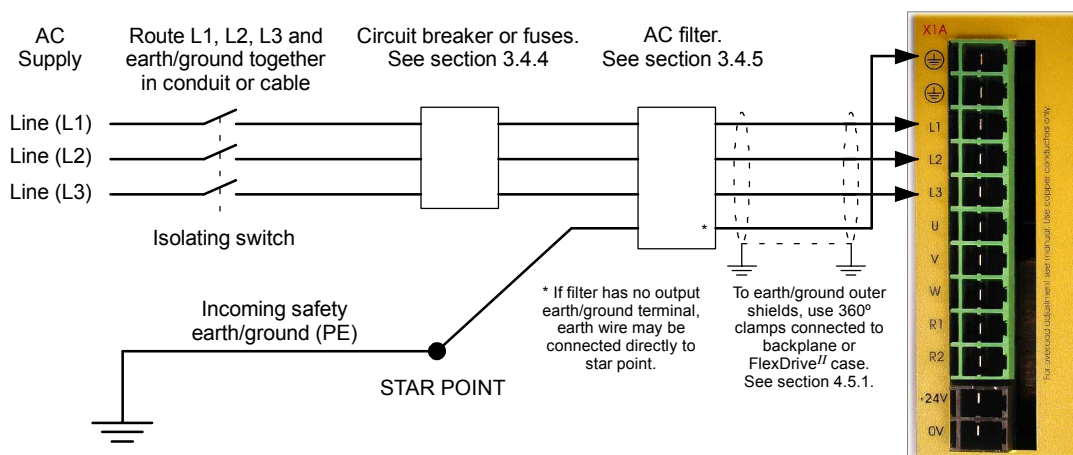 AC
Supply
Route L1, L2, L3 and
earth/ground together
in conduit or cable
Circuit breaker or fuses.
See section 3.4.4
AC filter.
See section 3.4.5
Line (L1)
Line (L2)
Line (L3)
Isolating switch
Incoming safety
earth/ground (PE)
STAR POINT
*
* If filter has no output
earth/ground terminal,
earth wire may be
connected directly to
star point.
To earth/ground outer
shields, use 360º
clamps connected to
backplane or
FlexDriveII case.
See section 4.5.1.
X1A
L1
L2
L3
U
V
W
R1
R2
+24V
0V
For overload adjustment see manual. Use copper conductors only.